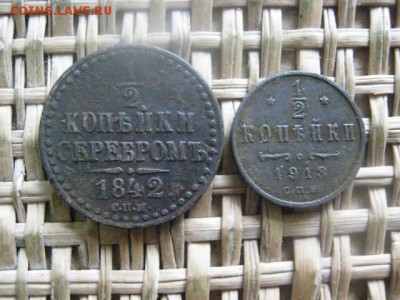 COINS.LAVE.RU
1
2
КОПѢЙКИ
СЕРЕБРОМЪ
1842
С.П.М.
1
2
КОПѢЙКИ
1913
С.П.Б.